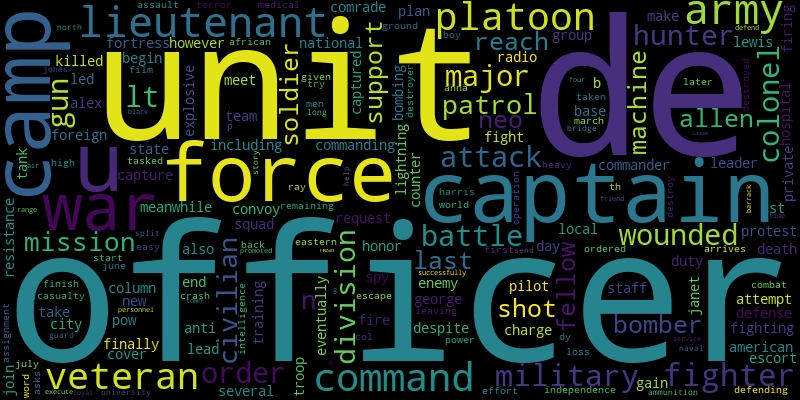 assault terror medical comrade plan army
north lieutenant platoon make
fortress however african national ground reach group hunter lewis firing
camp killed begin boy radio
jones film given captured support major b colonel defend
led meet try bombing destroyer anna four later
gun unit de
alex explosive men soldier patrol taken machine destroyed hospital
lt team long neo base march allen
foreign p fight bridge crime
black
state including commanding lightning attack commander leader private
tank air high u tasked force counter heavy
capture story ray help captain th destroy barrack st time
resistance war meanwhile convoy remaining request harris world operation friend
range split squad honor battle local wounded protest
mission easy also back eastern last day ordered arrives death
start promoted near first send
june civilian end division spy enemy fellow duty combat
finish crash intelligence escape successfully pilot staff janet attempt
casualty column new training n george leaving shot bomber defense
officer
personnel town eventually fire despite charge fighting
take pow anti col power dy american
city guard lead troop loss service escort
finally cover naval
join july veteran order command military gain fighter
assignment word asks several effort independence ammunition defending
execute loyal university